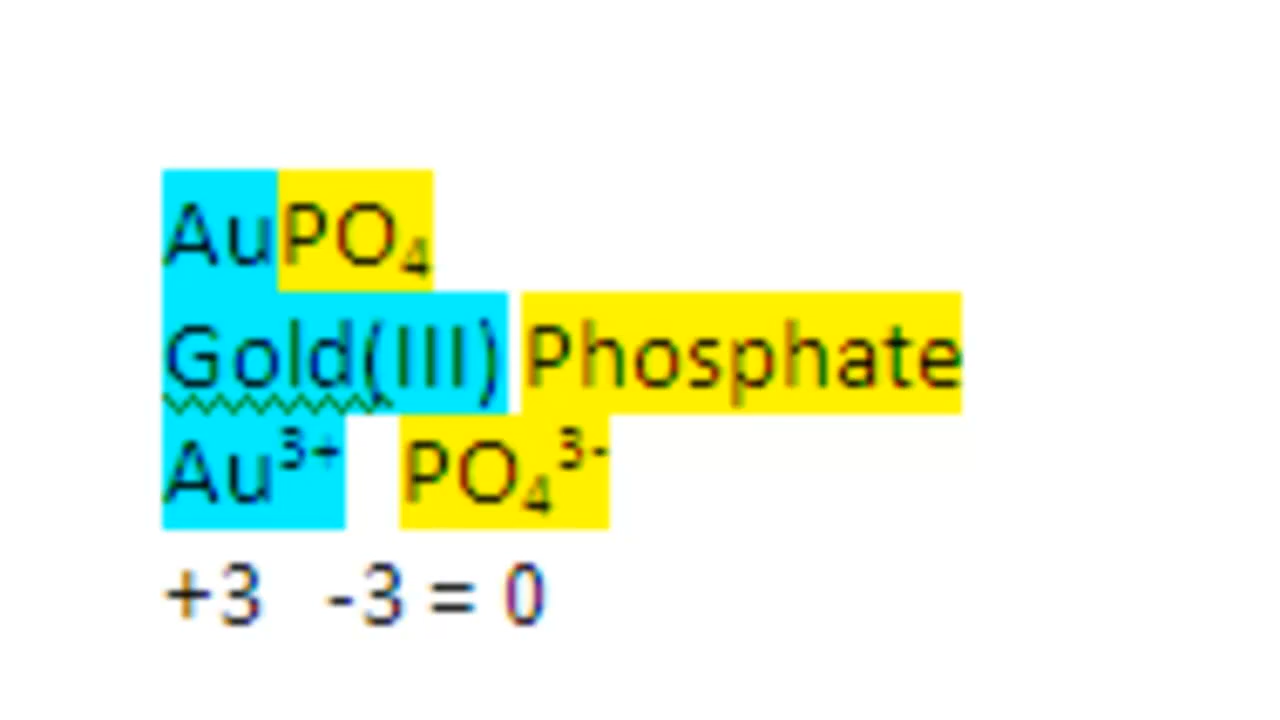 AuPO₄
Gold(III) Phosphate
Au³⁺ PO₄³⁻
+3 -3 = 0